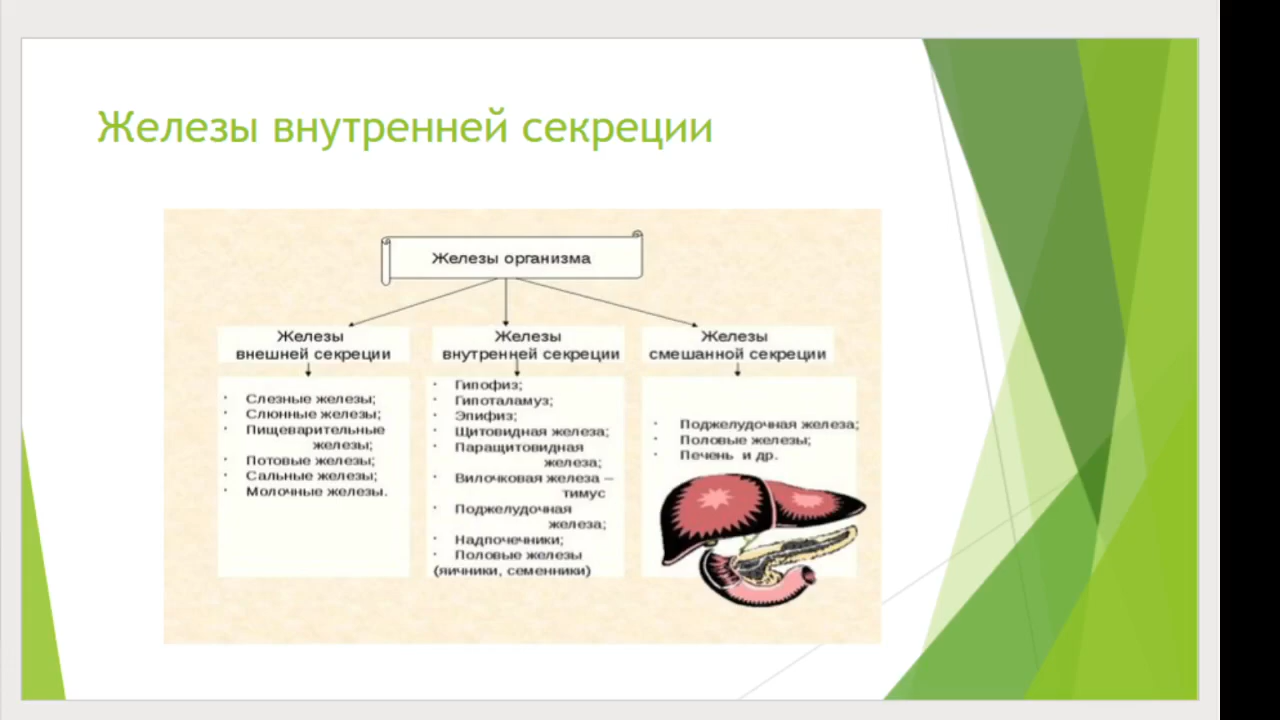 Железы внутренней секреции
Железы организма
Железы
внешней секреции
· Слезные железы;
· Слюнные железы;
· Пищеварительные
железы;
· Потовые железы;
· Сальные железы;
· Молочные железы.
Железы
внутренней секреции
· Гипофиз;
· Гипоталамуз;
· Эпифиз;
· Щитовидная железа;
· Паращитовидная
железа;
· Вилочковая железа –
тимус
· Поджелудочная
железа;
· Надпочечники;
· Половые железы
(яичники, семенники)
Железы
смешанной секреции
· Поджелудочная железа;
· Половые железы;
· Печень и др.